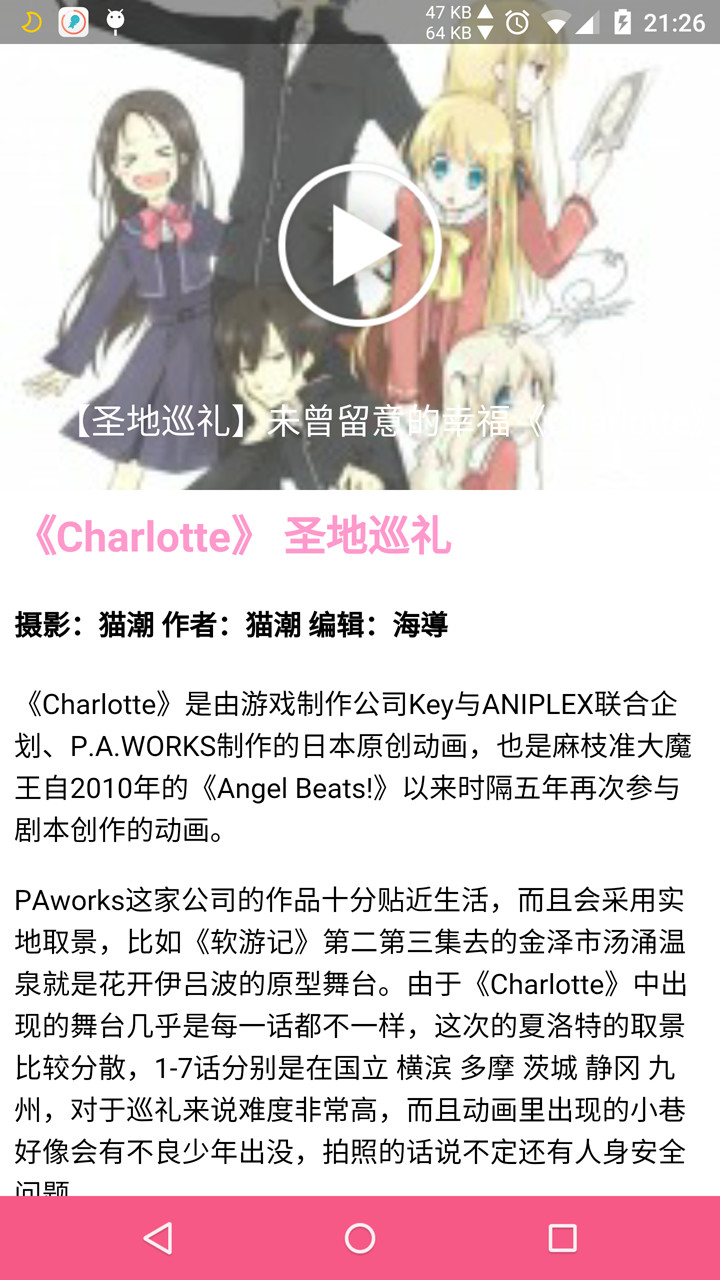 47 KB
64 KB
21:26
【圣地巡礼】未曾留意的幸福《
《Charlotte》 圣地巡礼
摄影：猫潮 作者：猫潮 编辑：海導
《Charlotte》是由游戏制作公司Key与ANIPLEX联合企
划、P.A.WORKS制作的日本原创动画，也是麻枝准大魔
王自2010年的《Angel Beats!》以来时隔五年再次参与
剧本创作的动画。
PAworks这家公司的作品十分贴近生活，而且会采用实
地取景，比如《软游记》第二第三集去的金泽市汤涌温
泉就是花开伊吕波的原型舞台。由于《Charlotte》中出
现的舞台几乎是每一话都不一样，这次的夏洛特的取景
比较分散，1-7话分别是在国立 横滨 多摩 茨城 静冈 九
州，对于巡礼来说难度非常高，而且动画里出现的小巷
好像会有不良少年出没，拍照的话说不定还有人身安全
问题